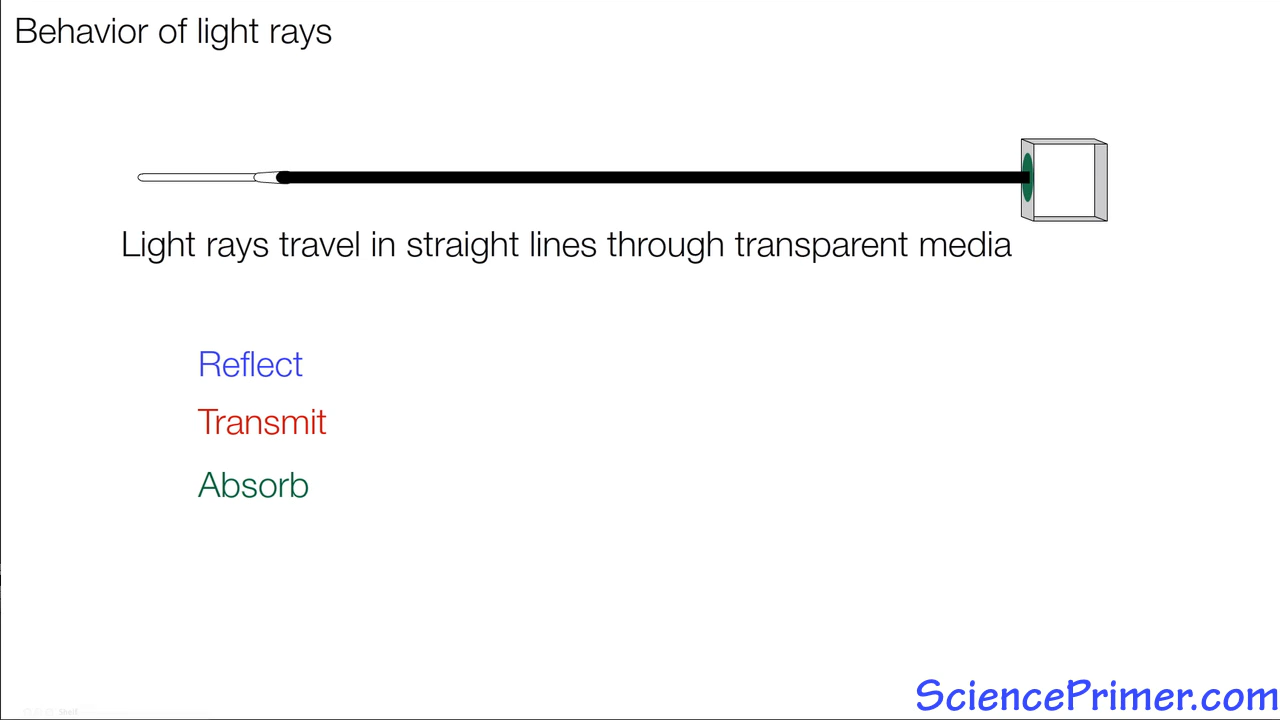 Behavior of light rays
Light rays travel in straight lines through transparent media
Reflect
Transmit
Absorb
SciencePrimer.com